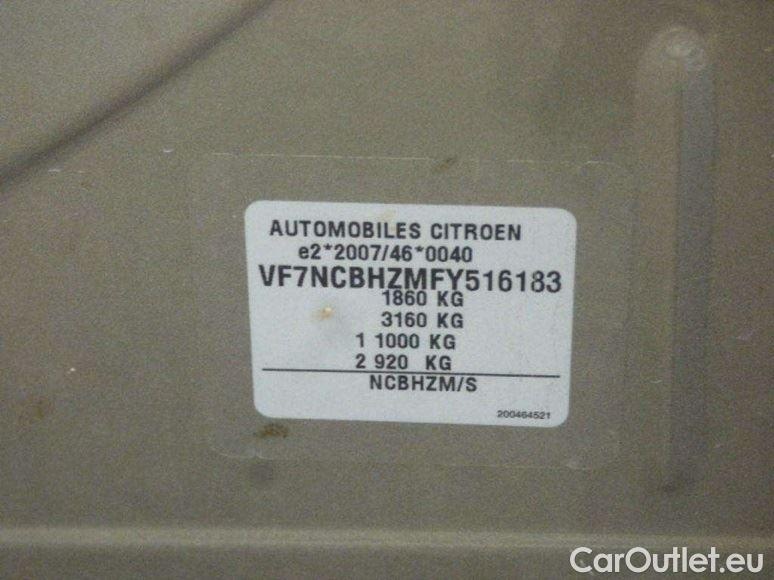 AUTOMOBILES CITROEN
e2*2007/46*0040
VF7NCBHZMFY516183
1860 KG
3160 KG
1 1000 KG
2 920 KG
NCBHZM/S
200464521
CarOutlet.eu